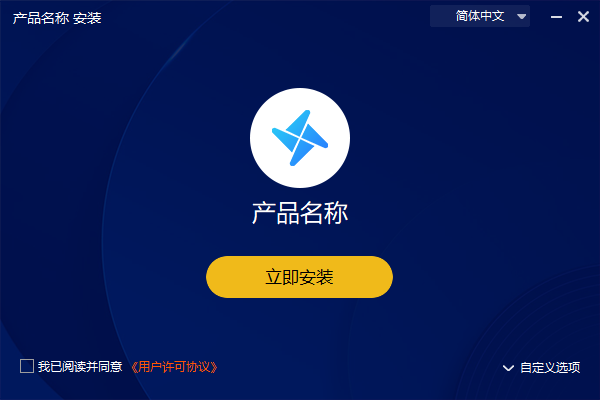 产品名称 安装
简体中文
产品名称
立即安装
我已阅读并同意 《用户许可协议》
自定义选项